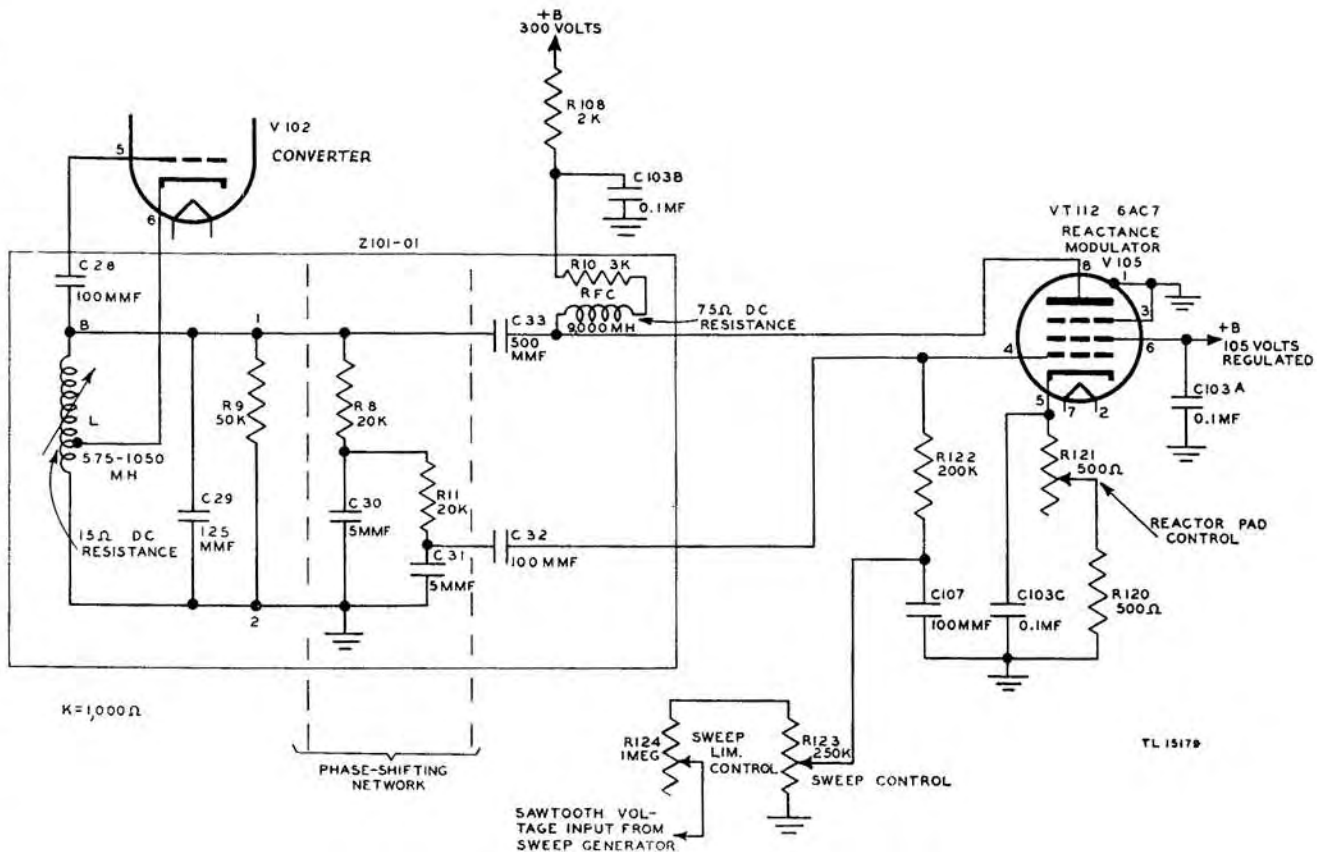 +B
300 VOLTS
R108
2K
V 102
CONVERTER
5
6
C103B
0.1MF
VT112 6AC7
REACTANCE
MODULATOR
V 105
8
1
3
Z101-01
C28
100MMF
R10 3K
RFC
9,000 MH
75Ω DC
RESISTANCE
B
1
C33
500
MMF
4
6
+B
105 VOLTS
REGULATED
C103A
0.1MF
5
7
2
L
575-1050
MH
R9
50K
R8
20K
R11
20K
C29
125
MMF
C30
5MMF
C31
5MMF
C32
100 MMF
15Ω DC
RESISTANCE
2
R122
200K
R121
500Ω
REACTOR PAD
CONTROL
C107
100MMF
C103C
0.1MF
R120
500Ω
K=1,000Ω
PHASE-SHIFTING
NETWORK
R124
1MEG
SWEEP
LIM.
CONTROL
R123
250K
SWEEP CONTROL
SAWTOOTH VOL-
TAGE INPUT FROM
SWEEP GENERATOR
TL 15179